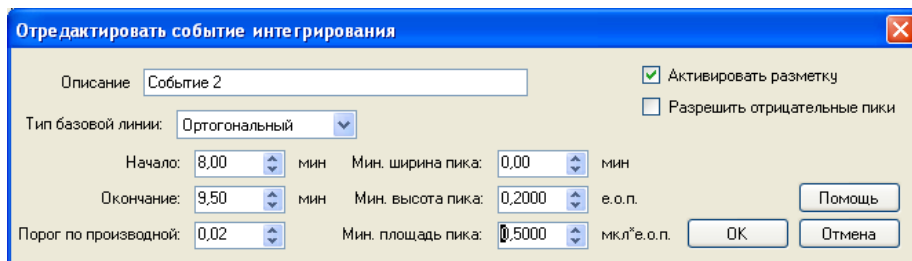 Отредактировать событие интегрирования
Описание Событие 2 Активировать разметку
Разрешить отрицательные пики
Тип базовой линии: Ортогональный
Начало: 8,00 мин Мин. ширина пика: 0,00 мин
Окончание: 9,50 мин Мин. высота пика: 0,2000 е.о.п. Помощь
Порог по производной: 0,02 Мин. площадь пика: 0,5000 мкл*е.о.п. OK Отмена